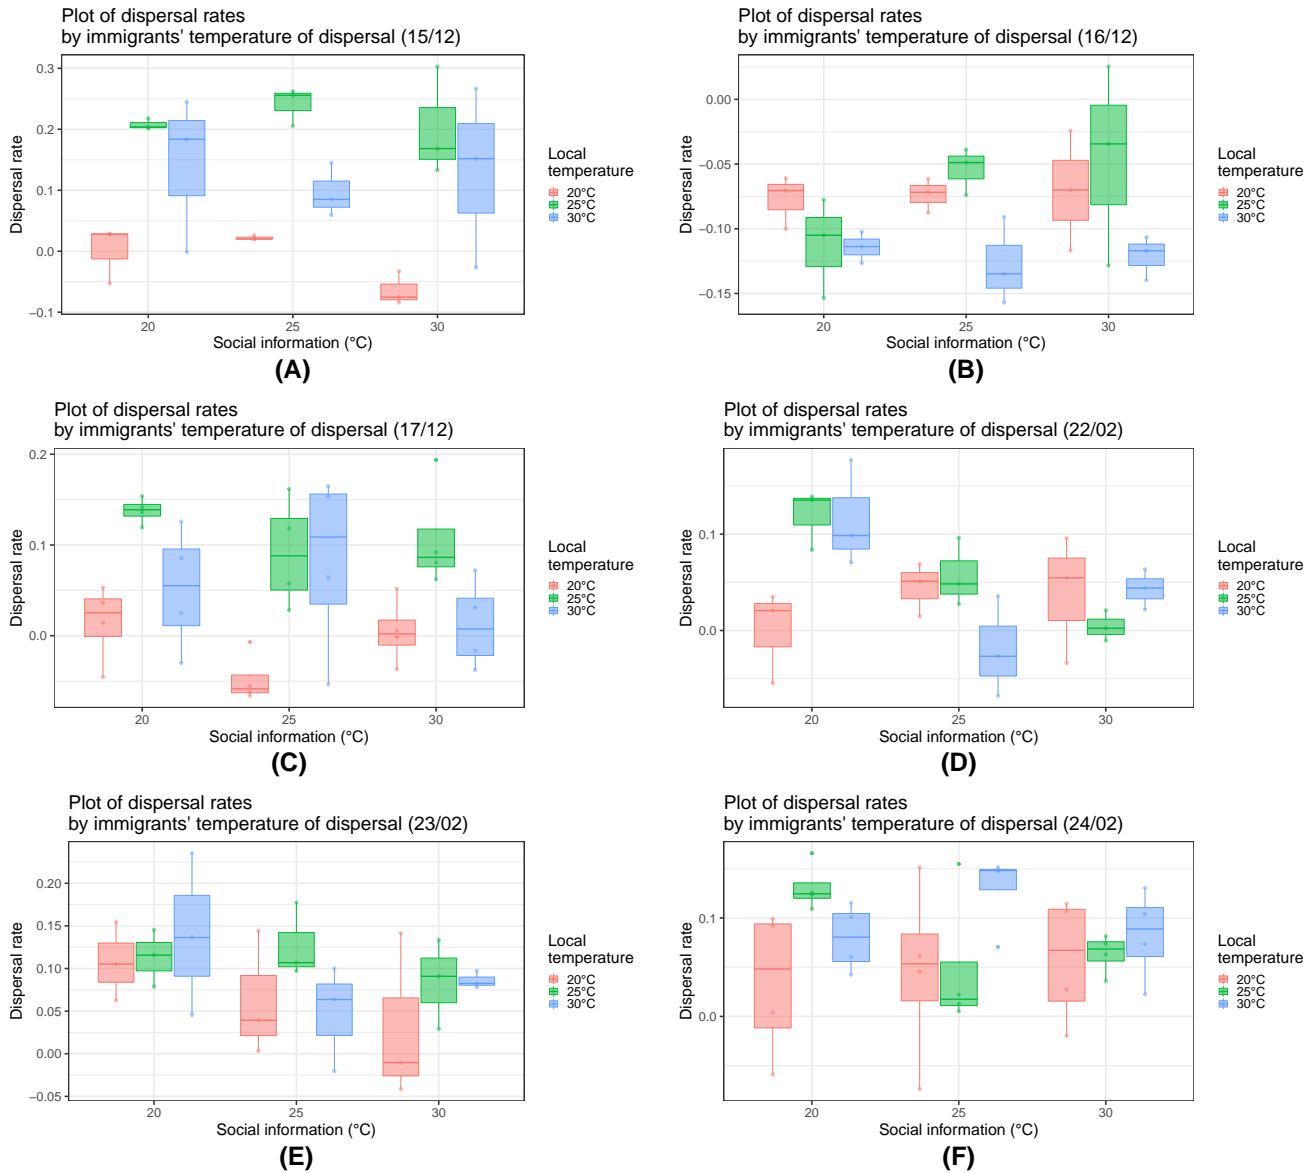 Plot of dispersal rates
by immigrants' temperature of dispersal (15/12)
0.3
0.2
0.1
0.0
−0.1
Dispersal rate
20
25
30
Social information (°C)
Local
temperature
20°C
25°C
30°C
(A)
Plot of dispersal rates
by immigrants' temperature of dispersal (16/12)
0.00
−0.05
−0.10
−0.15
Dispersal rate
20
25
30
Social information (°C)
Local
temperature
20°C
25°C
30°C
(B)
Plot of dispersal rates
by immigrants' temperature of dispersal (17/12)
0.2
0.1
0.0
Dispersal rate
20
25
30
Social information (°C)
Local
temperature
20°C
25°C
30°C
(C)
Plot of dispersal rates
by immigrants' temperature of dispersal (22/02)
0.1
0.0
Dispersal rate
20
25
30
Social information (°C)
Local
temperature
20°C
25°C
30°C
(D)
Plot of dispersal rates
by immigrants' temperature of dispersal (23/02)
0.20
0.15
0.10
0.05
0.00
−0.05
Dispersal rate
20
25
30
Social information (°C)
Local
temperature
20°C
25°C
30°C
(E)
Plot of dispersal rates
by immigrants' temperature of dispersal (24/02)
0.1
0.0
Dispersal rate
20
25
30
Social information (°C)
Local
temperature
20°C
25°C
30°C
(F)